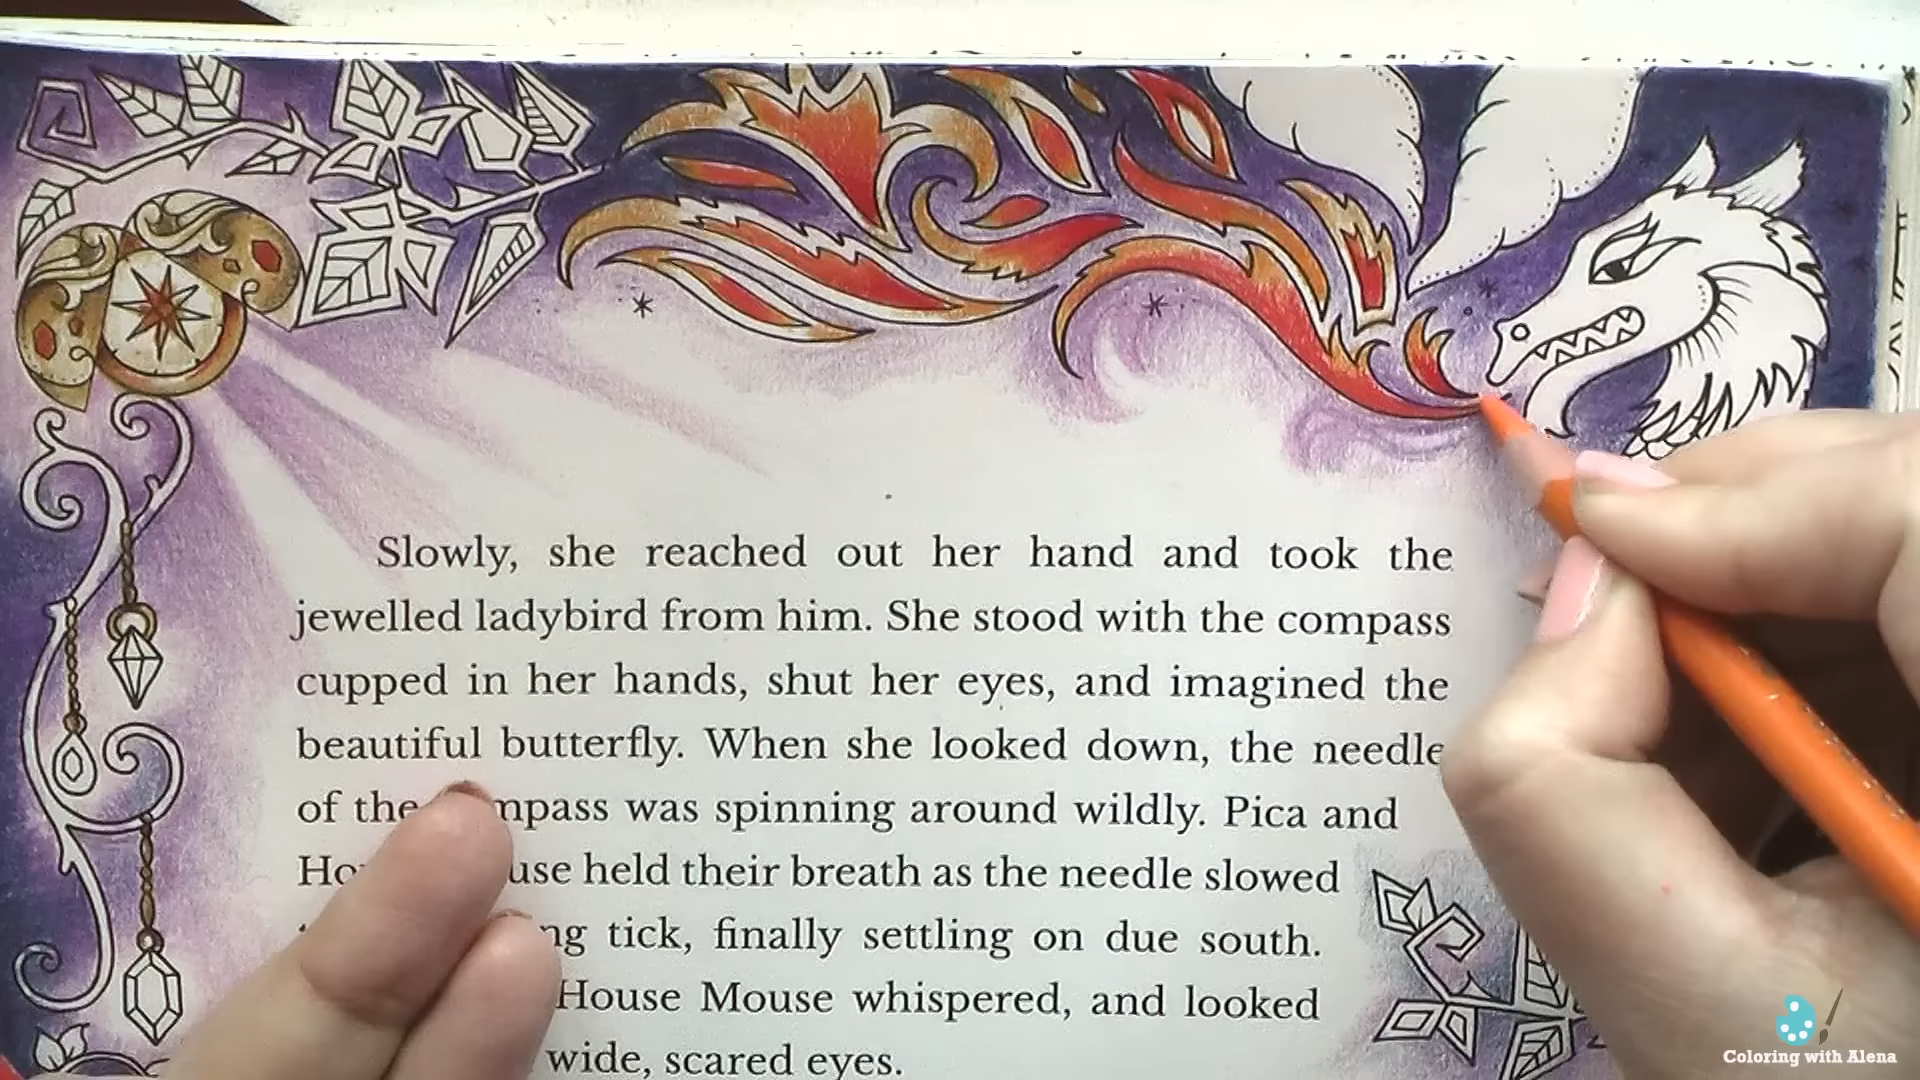 Slowly, she reached out her hand and took the
jewelled ladybird from him. She stood with the compass
cupped in her hands, shut her eyes, and imagined the
beautiful butterfly. When she looked down, the needle
of the mpass was spinning around wildly. Pica and
Ho use held their breath as the needle slowed
ng tick, finally settling on due south.
House Mouse whispered, and looked
wide, scared eyes.
Coloring with Alena